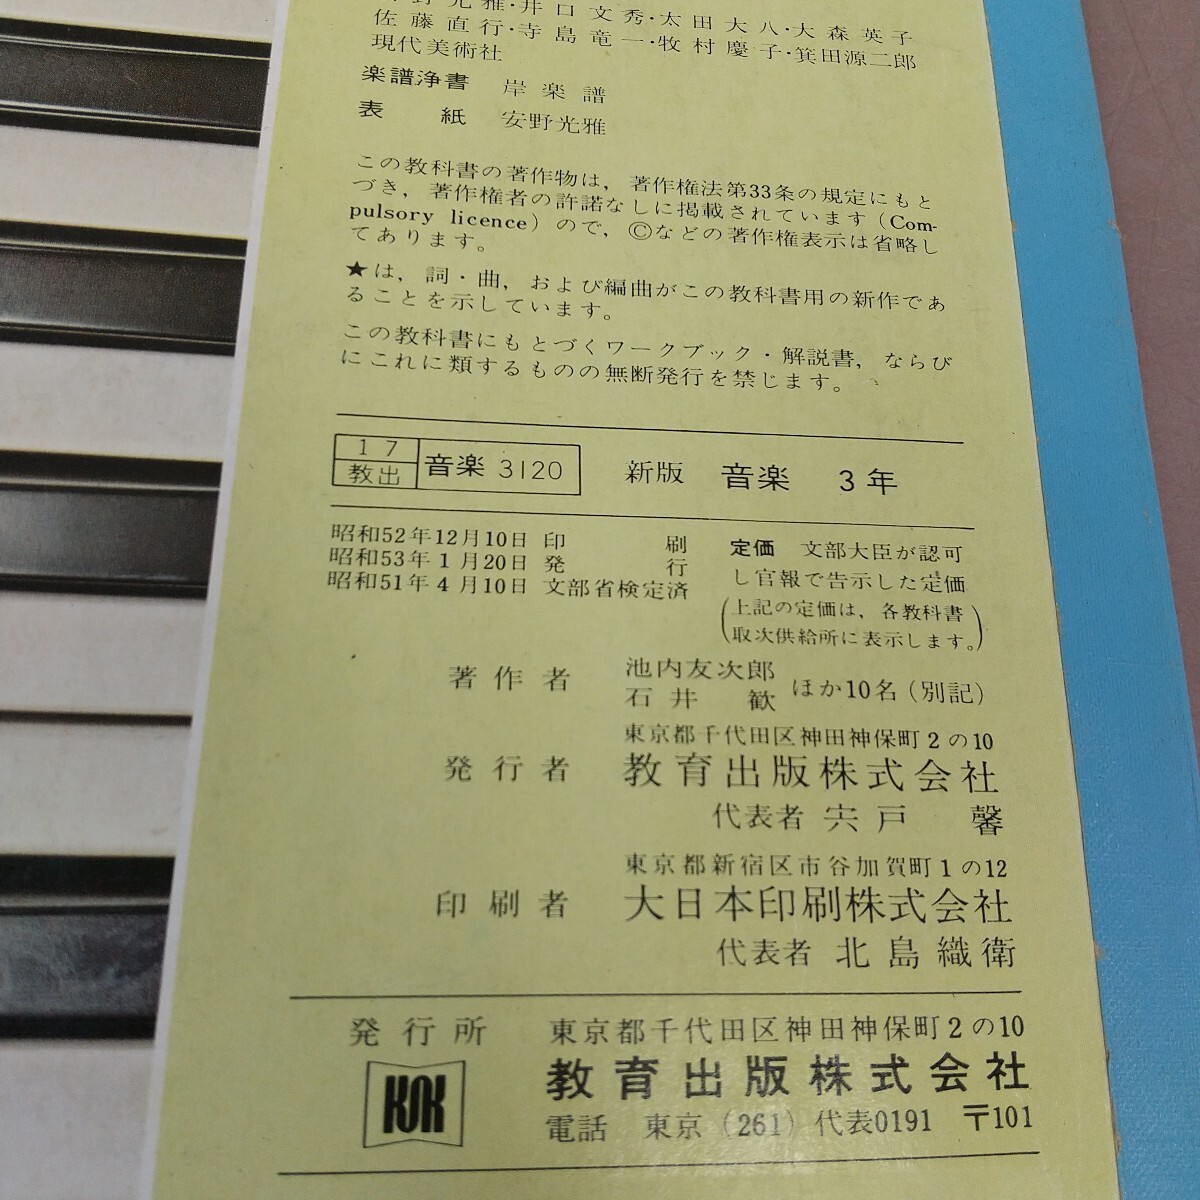 野光雅・井口文秀・太田大八・大森英子
佐藤直行・寺島竜一・牧村慶子・箕田源二郎
現代美術社
楽譜浄書 岸楽譜
表紙 安野光雅
この教科書の著作物は，著作権法第33条の規定にもと
づき，著作権者の許諾なしに掲載されています（Com-
pulsory licence）ので，Ⓒなどの著作権表示は省略し
てあります。
★は，詞・曲，および編曲がこの教科書用の新作であ
ることを示しています。
この教科書にもとづくワークブック・解説書，ならび
にこれに類するものの無断発行を禁じます。
17
教出
音楽 3120
新版 音楽 3年
昭和52年12月10日 印刷
昭和53年1月20日 発行
昭和51年4月10日 文部省検定済
定価 文部大臣が認可
し官報で告示した定価
（上記の定価は，各教科書
取次供給所に表示します。）
著作者 池内友次郎
石井歓 ほか10名（別記）
東京都千代田区神田神保町2の10
発行者 教育出版株式会社
代表者 宍戸馨
東京都新宿区市谷加賀町1の12
印刷者 大日本印刷株式会社
代表者 北島織衛
発行所 東京都千代田区神田神保町2の10
教育出版株式会社
電話 東京（261）代表0191 〒101